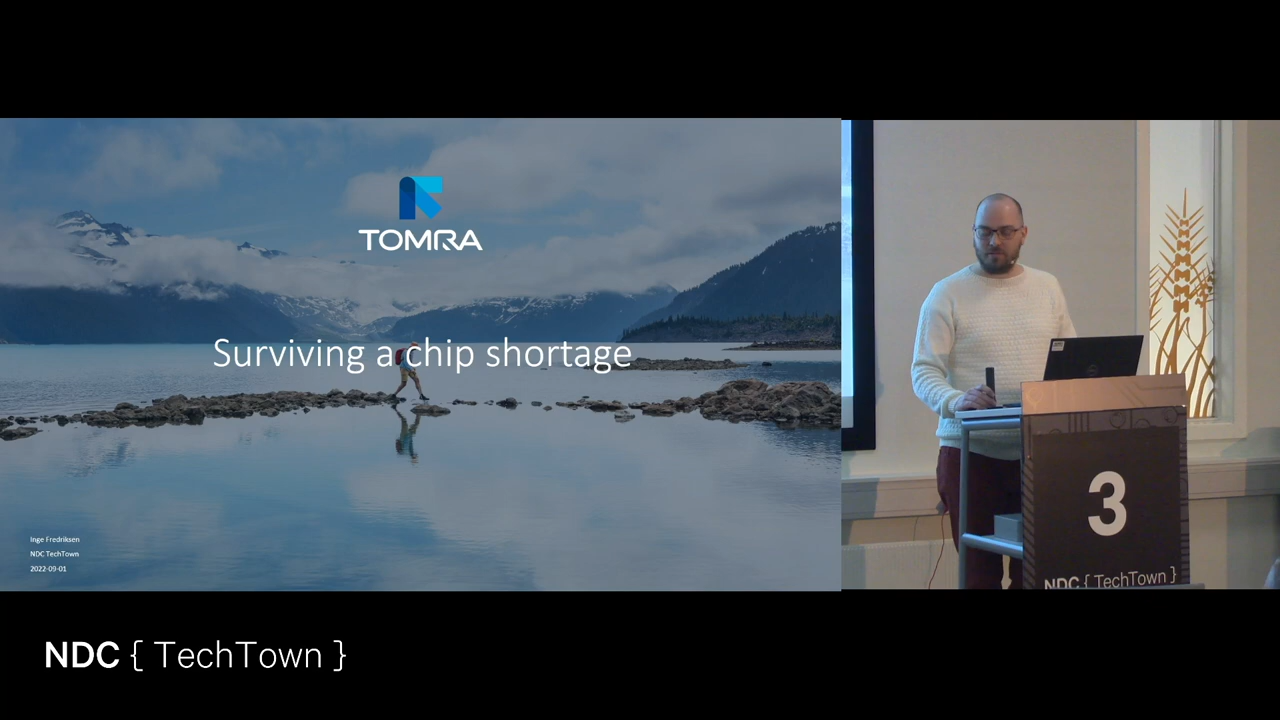 TOMRA
Surviving a chip shortage
Inge Fredriksen
NDC TechTown
2022-09-01
3
NDC { TechTown }
NDC { TechTown }